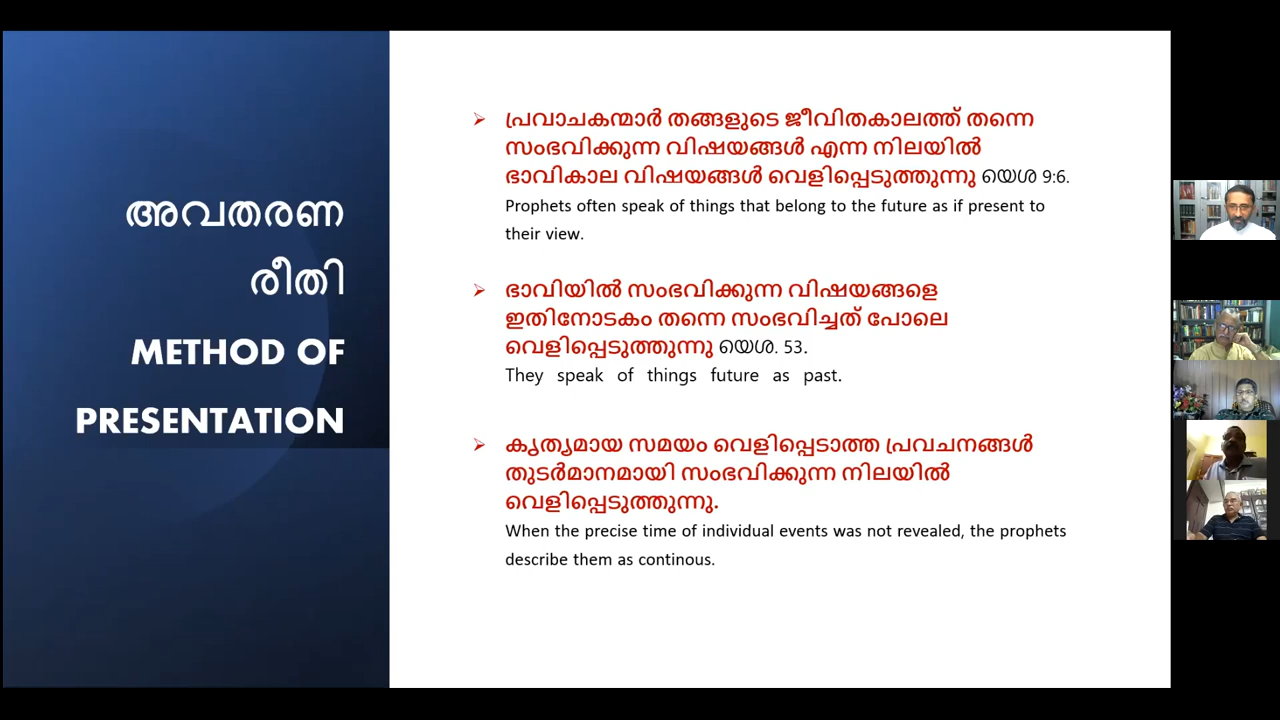 അവതരണ
രീതി
METHOD OF
PRESENTATION
➢ പ്രവാചകന്മാർ തങ്ങളുടെ ജീവിതകാലത്ത് തന്നെ
സംഭവിക്കുന്ന വിഷയങ്ങൾ എന്ന നിലയിൽ
ഭാവികാല വിഷയങ്ങൾ വെളിപ്പെടുത്തുന്നു യെശ 9:6.
Prophets often speak of things that belong to the future as if present to
their view.
➢ ഭാവിയിൽ സംഭവിക്കുന്ന വിഷയങ്ങളെ
ഇതിനോടകം തന്നെ സംഭവിച്ചത് പോലെ
വെളിപ്പെടുത്തുന്നു യെശ. 53.
They speak of things future as past.
➢ കൃത്യമായ സമയം വെളിപ്പെടാത്ത പ്രവചനങ്ങൾ
തുടർമാനമായി സംഭവിക്കുന്ന നിലയിൽ
വെളിപ്പെടുത്തുന്നു.
When the precise time of individual events was not revealed, the prophets
describe them as continous.